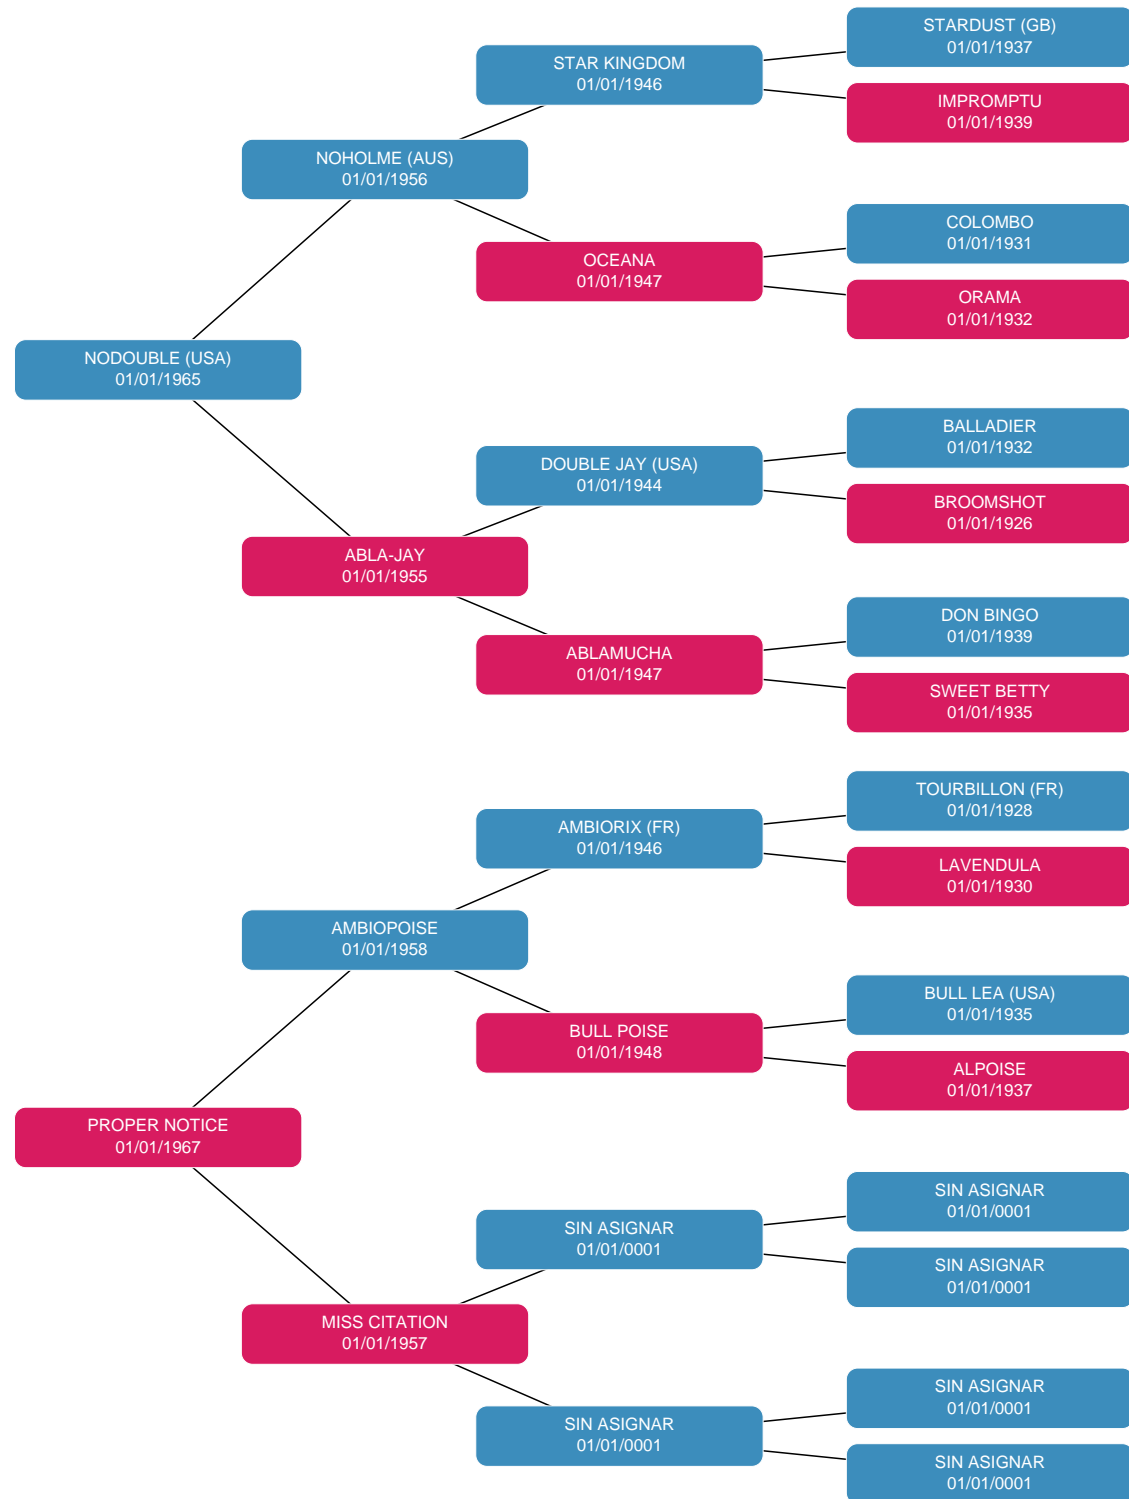 STARDUST (GB)
01/01/1937
STAR KINGDOM
01/01/1946
IMPROMPTU
01/01/1939
NOHOLME (AUS)
01/01/1956
COLOMBO
01/01/1931
OCEANA
01/01/1947
ORAMA
01/01/1932
NODOUBLE (USA)
01/01/1965
BALLADIER
01/01/1932
DOUBLE JAY (USA)
01/01/1944
BROOMSHOT
01/01/1926
ABLA-JAY
01/01/1955
DON BINGO
01/01/1939
ABLAMUCHA
01/01/1947
SWEET BETTY
01/01/1935
TOURBILLON (FR)
01/01/1928
AMBIORIX (FR)
01/01/1946
LAVENDULA
01/01/1930
AMBIOPOISE
01/01/1958
BULL LEA (USA)
01/01/1935
BULL POISE
01/01/1948
ALPOISE
01/01/1937
PROPER NOTICE
01/01/1967
SIN ASIGNAR
01/01/0001
SIN ASIGNAR
01/01/0001
SIN ASIGNAR
01/01/0001
MISS CITATION
01/01/1957
SIN ASIGNAR
01/01/0001
SIN ASIGNAR
01/01/0001
SIN ASIGNAR
01/01/0001